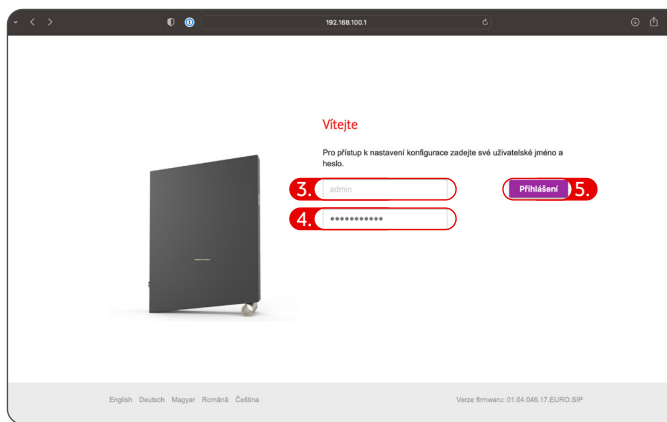 192.168.100.1
Vítejte
Pro přístup k nastavení konfigurace zadejte své uživatelské jméno a
heslo.
3. admin
Přihlášení 5.
4. •••••••••••
English Deutsch Magyar Română Čeština
Verze firmwaru: 01.04.046.17.EURO.SIP